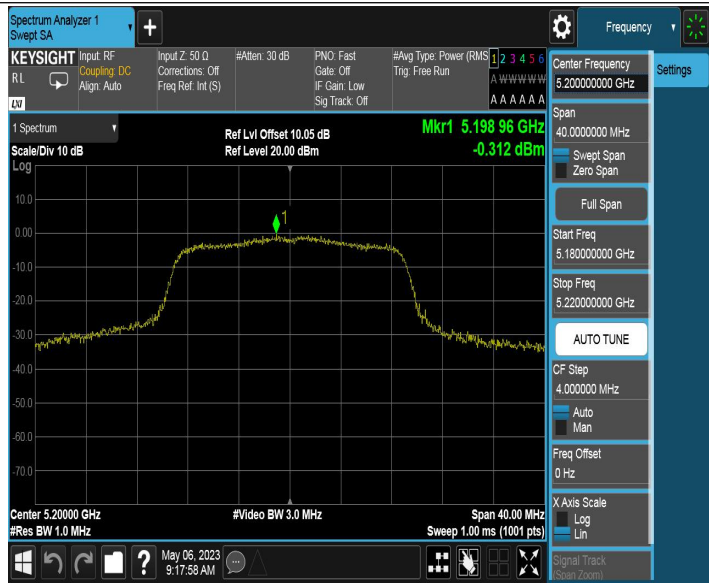 Spectrum Analyzer 1
Swept SA
Frequency
KEYSIGHT
RL
LXI
Input: RF
Coupling: DC
Align: Auto
Input Z: 50 Ω
Corrections: Off
Freq Ref: Int (S)
#Atten: 30 dB
PNO: Fast
Gate: Off
IF Gain: Low
Sig Track: Off
#Avg Type: Power (RMS
Trig: Free Run
1 2 3 4 5 6
A W W W W W
A A A A A A
1 Spectrum
Scale/Div 10 dB
Ref Lvl Offset 10.05 dB
Ref Level 20.00 dBm
Mkr1 5.198 96 GHz
-0.312 dBm
Log
10.0
0.00
-10.0
-20.0
-30.0
-40.0
-50.0
-60.0
-70.0
1
Center 5.20000 GHz
#Res BW 1.0 MHz
#Video BW 3.0 MHz
Span 40.00 MHz
Sweep 1.00 ms (1001 pts)
Center Frequency
5.200000000 GHz
Settings
Span
40.0000000 MHz
Swept Span
Zero Span
Full Span
Start Freq
5.180000000 GHz
Stop Freq
5.220000000 GHz
AUTO TUNE
CF Step
4.000000 MHz
Auto
Man
Freq Offset
0 Hz
X Axis Scale
Log
Lin
Signal Track
(Span Zoom)
?
May 06, 2023
9:17:58 AM